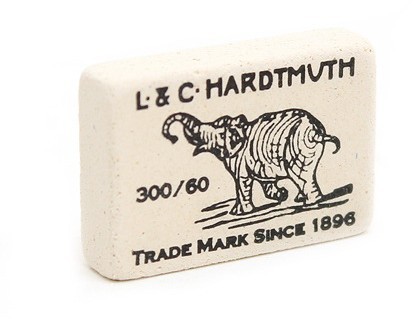 L. & C. HARDTMUTH
300/60
TRADE MARK SINCE 1896